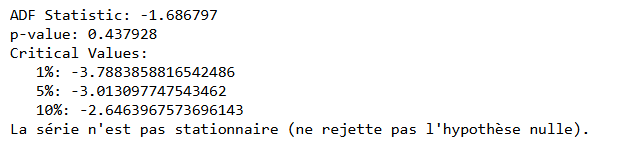 ADF Statistic: -1.686797
p-value: 0.437928
Critical Values:
   1%: -3.7883858816542486
   5%: -3.013097747543462
   10%: -2.6463967573696143
La série n'est pas stationnaire (ne rejette pas l'hypothèse nulle).